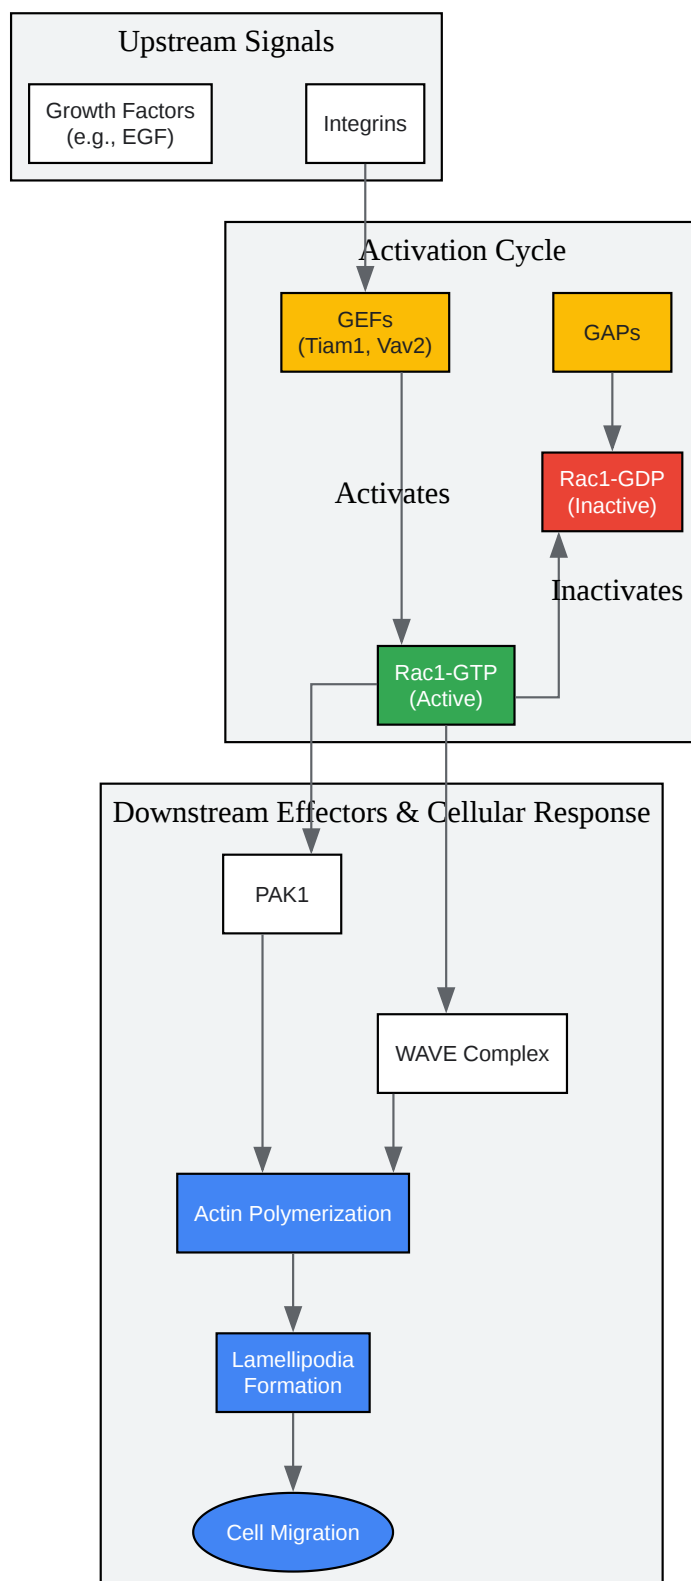 Upstream Signals
Growth Factors
(e.g., EGF)
Integrins
Activation Cycle
GEFs
(Tiam1, Vav2)
GAPs
Rac1-GDP
(Inactive)
Activates
Inactivates
Rac1-GTP
(Active)
Downstream Effectors & Cellular Response
PAK1
WAVE Complex
Actin Polymerization
Lamellipodia
Formation
Cell Migration